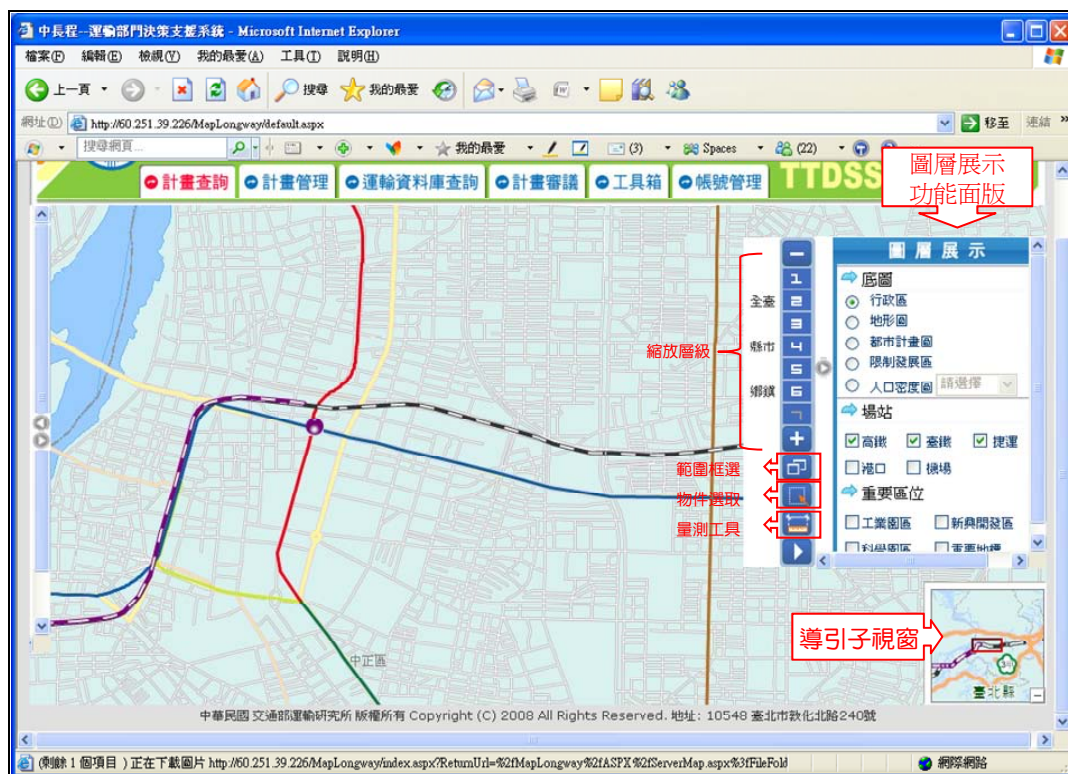 中長程--運輸部門決策支援系統 - Microsoft Internet Explorer
檔案(F) 編輯(E) 檢視(V) 我的最愛(A) 工具(T) 說明(H)
上一頁 搜尋 我的最愛
網址(D) http://60.251.39.226/MapLongway/default.aspx 移至 連結 »
搜尋網頁... 我的最愛 (3) Spaces (22)
計畫查詢 計畫管理 運輸資料庫查詢 計畫審議 工具箱 帳號管理 TTDSS
圖層展示
功能面版
圖層展示
底圖
行政區
地形圖
都市計畫圖
限制發展區
人口密度圖 請選擇
場站
高鐵 臺鐵 捷運
港口 機場
重要區位
工業園區 新興開發區
科學園區 重要地標
縮放層級
全臺
縣市
鄉鎮
1
2
3
4
5
6
7
範圍框選
物件選取
量測工具
導引子視窗
臺北縣
中正區
中華民國 交通部運輸研究所 版權所有 Copyright (C) 2008 All Rights Reserved. 地址: 10548 臺北市敦化北路240號
(剩餘 1 個項目 ) 正在下載圖片 http://60.251.39.226/MapLongway/index.aspx?ReturnUrl=%2fMapLongway%2fASPX%2fServerMap.aspx%3fFileFold 網際網路